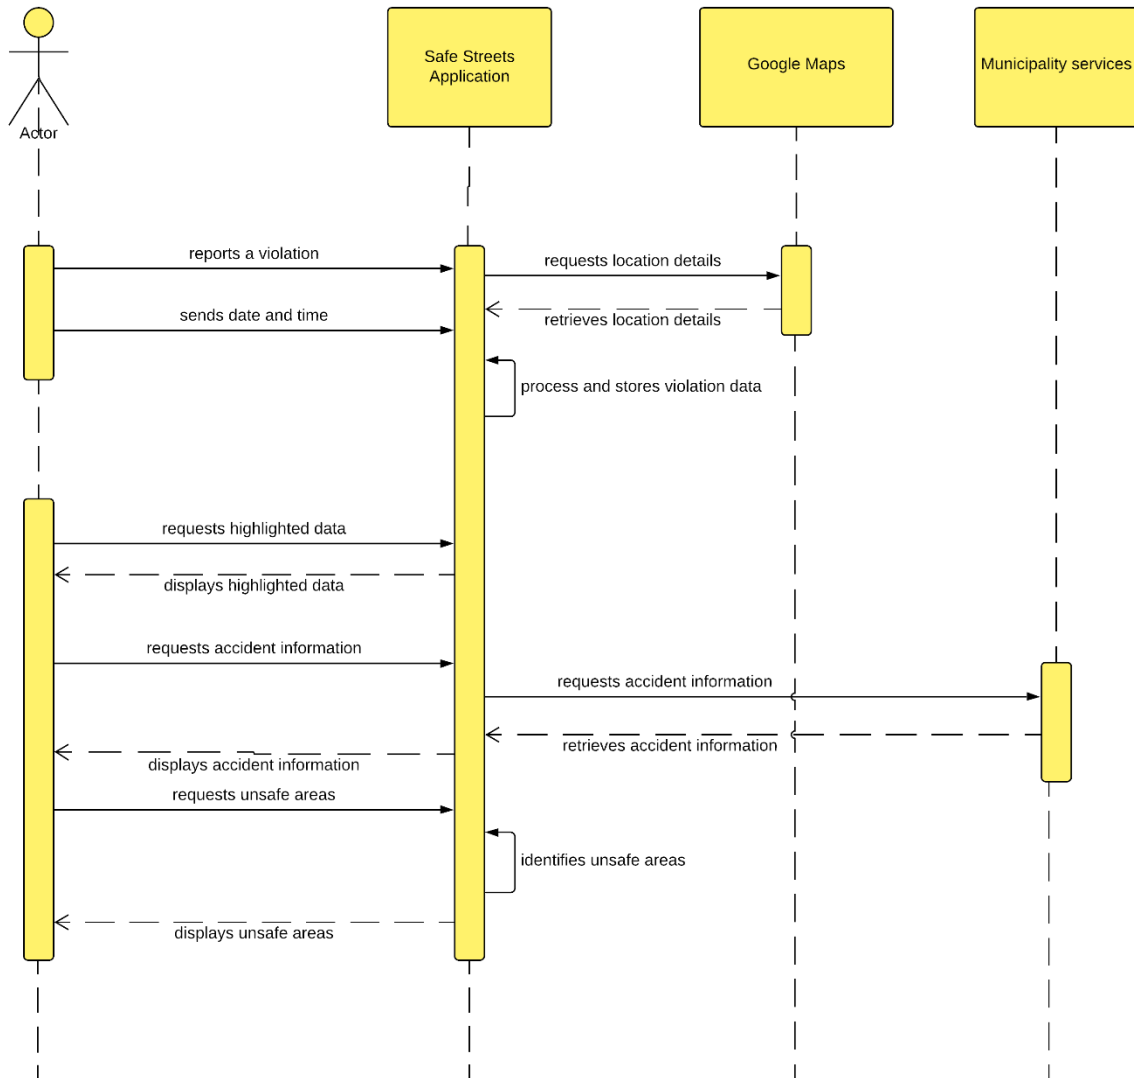 Safe Streets
Application
Google Maps
Municipality services
Actor
reports a violation
requests location details
sends date and time
retrieves location details
process and stores violation data
requests highlighted data
displays highlighted data
requests accident information
requests accident information
retrieves accident information
displays accident information
requests unsafe areas
identifies unsafe areas
displays unsafe areas